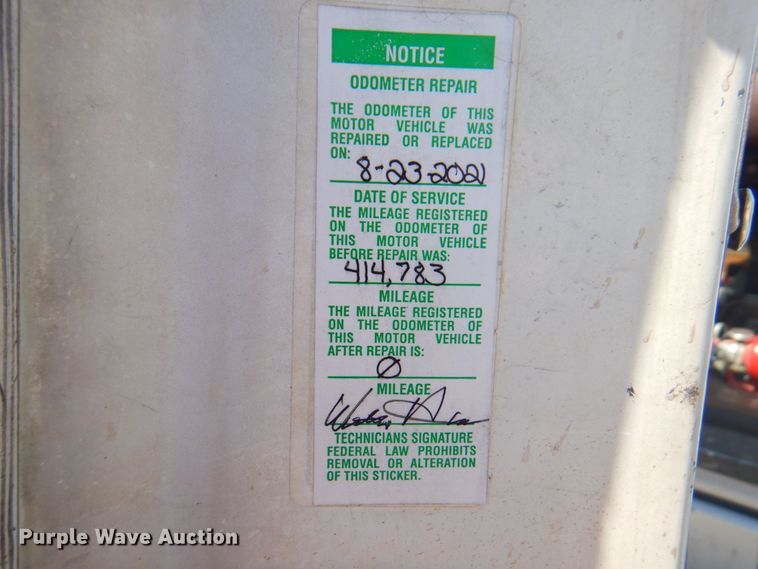 NOTICE
ODOMETER REPAIR
THE ODOMETER OF THIS
MOTOR VEHICLE WAS
REPAIRED OR REPLACED
ON: 8-23-2021
DATE OF SERVICE
THE MILEAGE REGISTERED
ON THE ODOMETER OF
THIS MOTOR VEHICLE
BEFORE REPAIR WAS:
414,783
MILEAGE
THE MILEAGE REGISTERED
ON THE ODOMETER OF
THIS MOTOR VEHICLE
AFTER REPAIR IS:
0
MILEAGE
TECHNICIANS SIGNATURE
FEDERAL LAW PROHIBITS
REMOVAL OR ALTERATION
OF THIS STICKER.
Purple Wave Auction